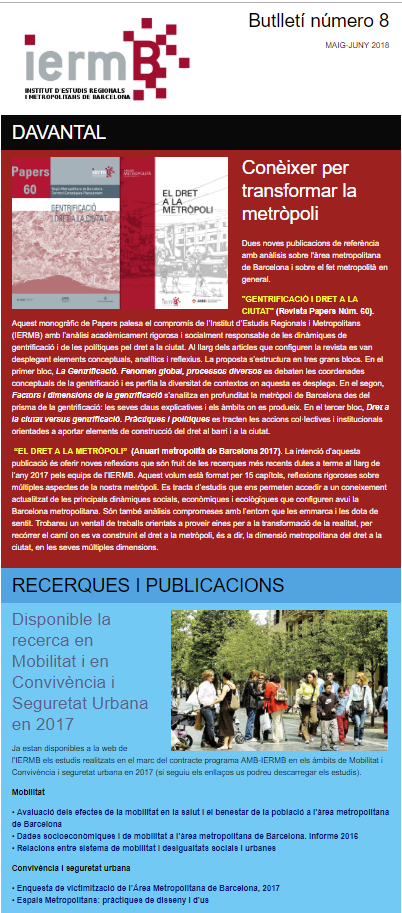 iermB
INSTITUT D'ESTUDIS REGIONALS
I METROPOLITANS DE BARCELONA
Butlletí número 8
MAIG-JUNY 2018
DAVANTAL
Papers
60
GENTRIFICACIÓ
I DRET A LA CIUTAT
EL DRET
A LA
METRÒPOLI
Conèixer per
transformar la
metròpoli
Dues noves publicacions de referència
amb anàlisis sobre l'àrea metropolitana
de Barcelona i sobre el fet metropolità en
general.
"GENTRIFICACIÓ I DRET A LA
CIUTAT" (Revista Papers Núm. 60).
Aquest monogràfic de Papers palesa el compromís de l'Institut d'Estudis Regionals i Metropolitans
(IERMB) amb l'anàlisi acadèmicament rigorosa i socialment responsable de les dinàmiques de
gentrificació i de les polítiques pel dret a la ciutat. Al llarg dels articles que configuren la revista es van
desplegant elements conceptuals, analítics i reflexius. La proposta s'estructura en tres grans blocs. En el
primer bloc, La Gentrificació. Fenomen global, processos diversos es debaten les coordenades
conceptuals de la gentrificació i es perfila la diversitat de contextos on aquesta es desplega. En el segon,
Factors i dimensions de la gentrificació s'analitza en profunditat la metròpoli de Barcelona des del
prisma de la gentrificació: les seves claus explicatives i els àmbits on es produeix. En el tercer bloc, Dret a
la ciutat versus gentrificació. Pràctiques i polítiques es tracten les accions col·lectives i institucionals
orientades a aportar elements de construcció del dret al barri i a la ciutat.
"EL DRET A LA METRÒPOLI" (Anuari metropolità de Barcelona 2017). La intenció d'aquesta
publicació és oferir noves reflexions que són fruit de les recerques més recents dutes a terme al llarg de
l'any 2017 pels equips de l'IERMB. Aquest volum està format per 15 capítols, reflexions rigoroses sobre
múltiples aspectes de la nostra metròpoli. Es tracta d'estudis que ens permeten accedir a un coneixement
actualitzat de les principals dinàmiques socials, econòmiques i ecològiques que configuren avui la
Barcelona metropolitana. Són també anàlisis compromeses amb l'entorn que les emmarca i les dota de
sentit. Trobareu un ventall de treballs orientats a proveir eines per a la transformació de la realitat, per
recórrer el camí on es va construint el dret a la metròpoli, és a dir, la dimensió metropolitana del dret a la
ciutat, en les seves múltiples dimensions.
RECERQUES I PUBLICACIONS
Disponible la
recerca en
Mobilitat i en
Convivència i
Seguretat Urbana
en 2017
Ja estan disponibles a la web de
l'IERMB els estudis realitzats en el marc del contracte programa AMB-IERMB en els àmbits de Mobilitat i
Convivència i seguretat urbana en 2017 (si seguiu els enllaços us podreu descarregar els estudis).
Mobilitat
• Avaluació dels efectes de la mobilitat en la salut i el benestar de la població a l'àrea metropolitana
de Barcelona
• Dades socioeconòmiques i de mobilitat a l'àrea metropolitana de Barcelona. Informe 2016
• Relacions entre sistema de mobilitat i desigualtats socials i urbanes
Convivència i seguretat urbana
• Enquesta de victimització de l'Àrea Metropolitana de Barcelona, 2017
• Espais Metropolitans: pràctiques de disseny i d'us